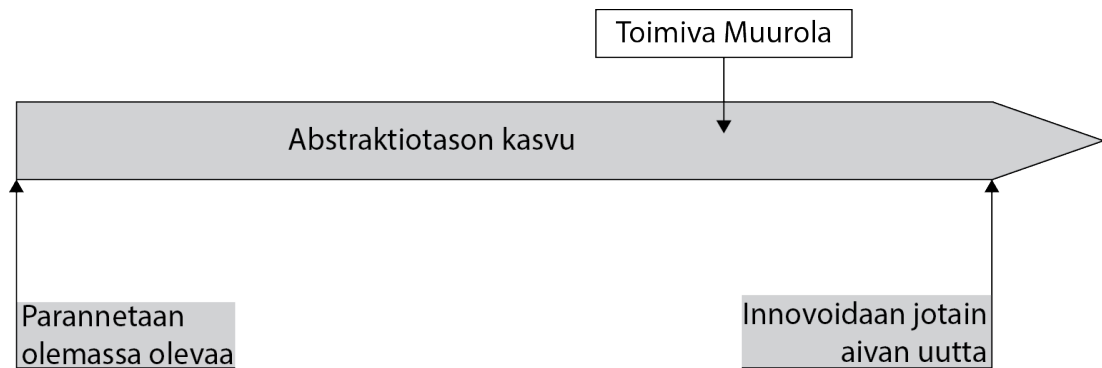 Toimiva Muurola
Abstraktiotason kasvu
Parannetaan
olemassa olevaa
Innovoidaan jotain
aivan uutta